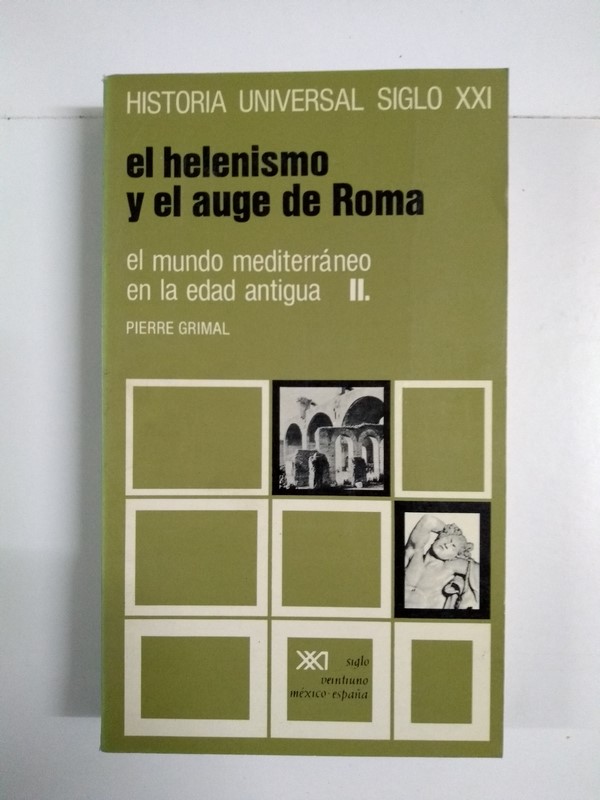 HISTORIA UNIVERSAL SIGLO XXI
el helenismo
y el auge de Roma
el mundo mediterráneo
en la edad antigua II.
PIERRE GRIMAL
XXI siglo
veintiuno
méxico-españa